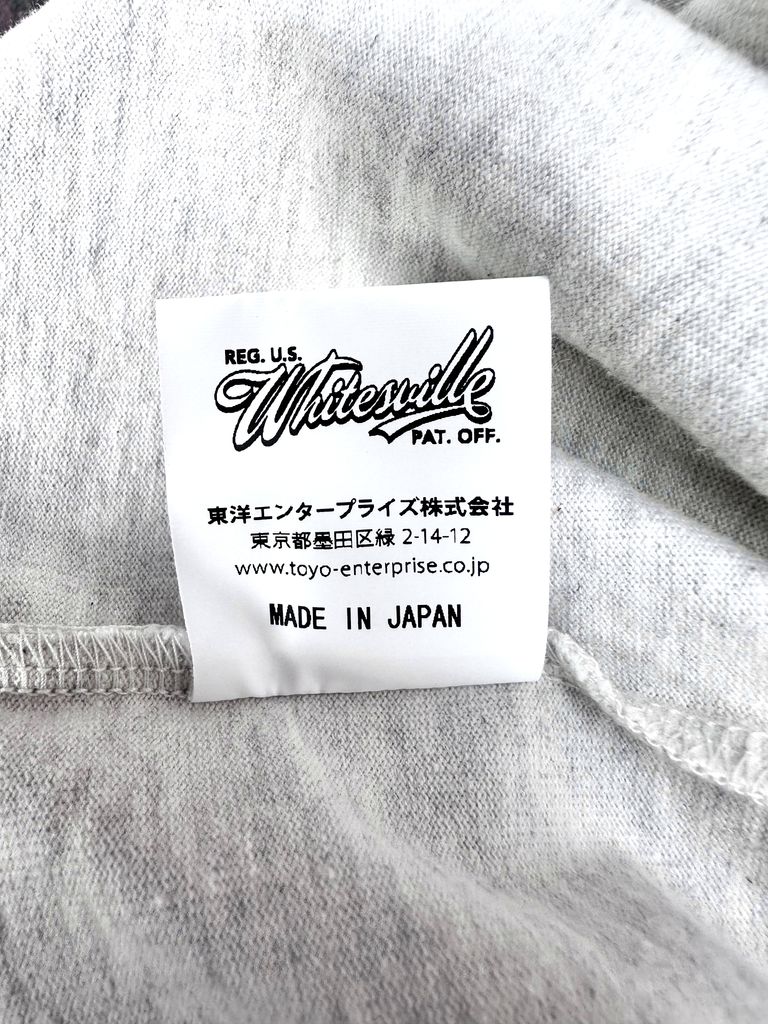 REG. U.S.
Whitesville
PAT. OFF.
東洋エンタープライズ株式会社
東京都墨田区緑 2-14-12
www.toyo-enterprise.co.jp
MADE IN JAPAN